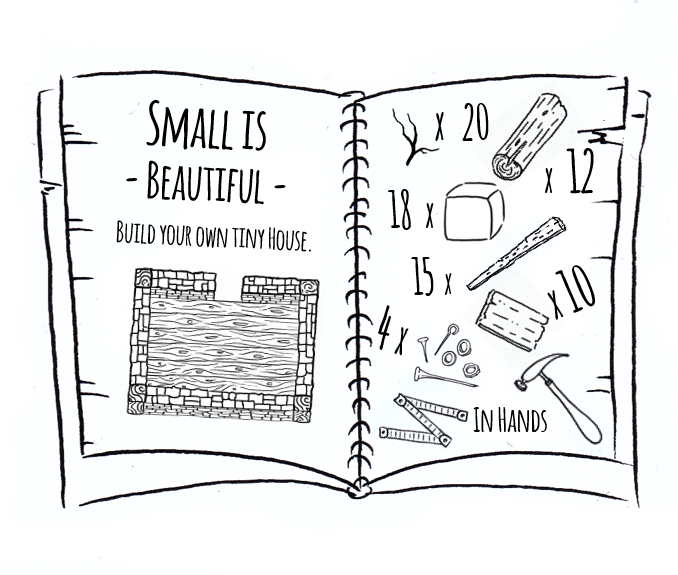 Small is
- Beautiful -
Build your own tiny House.
x 20
x 12
18 x
15 x
x 10
4 x
In Hands